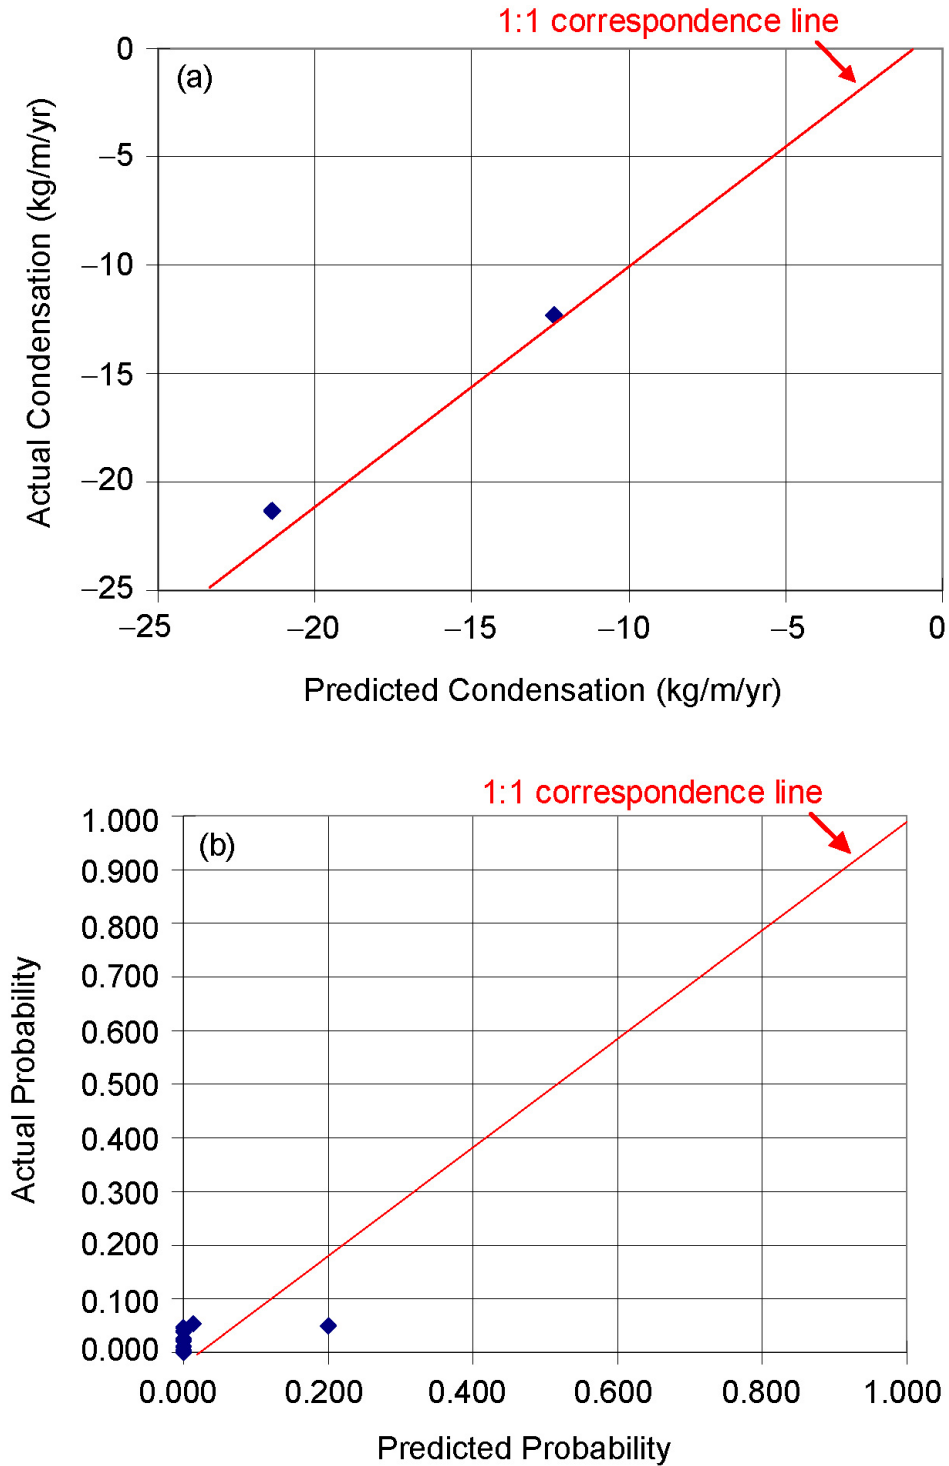 1:1 correspondence line
(a)
0
–5
–10
–15
–20
–25
Actual Condensation (kg/m/yr)
–25 –20 –15 –10 –5 0
Predicted Condensation (kg/m/yr)
1:1 correspondence line
(b)
1.000
0.900
0.800
0.700
0.600
0.500
0.400
0.300
0.200
0.100
0.000
Actual Probability
0.000 0.200 0.400 0.600 0.800 1.000
Predicted Probability